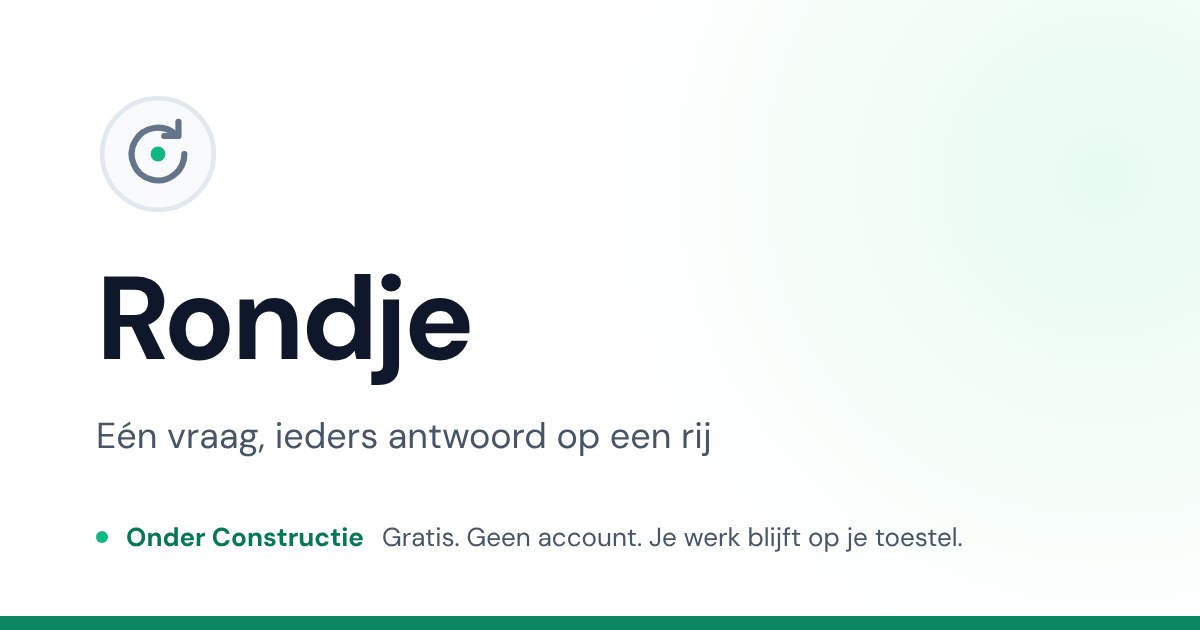 Rondje
Eén vraag, ieders antwoord op een rij
Onder Constructie Gratis. Geen account. Je werk blijft op je toestel.